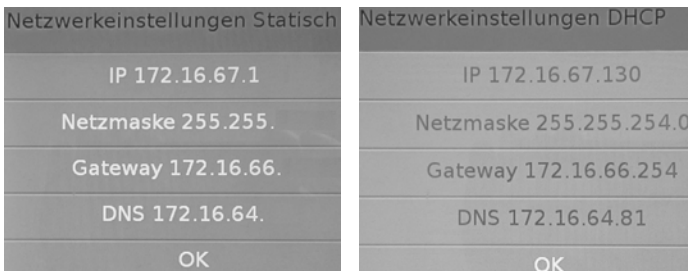 Netzwerkeinstellungen Statisch
IP 172.16.67.1
Netzmaske 255.255.
Gateway 172.16.66.
DNS 172.16.64.
OK
Netzwerkeinstellungen DHCP
IP 172.16.67.130
Netzmaske 255.255.254.0
Gateway 172.16.66.254
DNS 172.16.64.81
OK